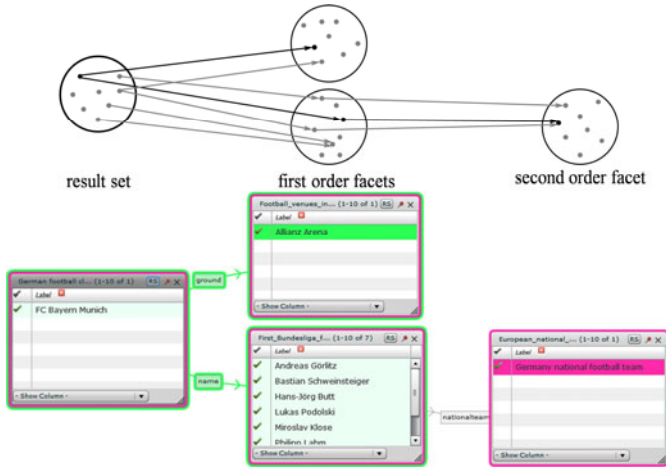 result set
first order facets
second order facet
Football_venues_in... (1-10 of 1) RS
Label
Allianz Arena
- Show Column -
German football cl... (1-10 of 1) RS
Label
FC Bayern Munich
- Show Column -
ground
name
First_Bundesliga_f... (1-10 of 7) RS
Label
Andreas Görlitz
Bastian Schweinsteiger
Hans-Jörg Butt
Lukas Podolski
Miroslav Klose
Philipp Lahm
- Show Column -
nationalteam
European_national_... (1-10 of 1) RS
Label
Germany national football team
- Show Column -